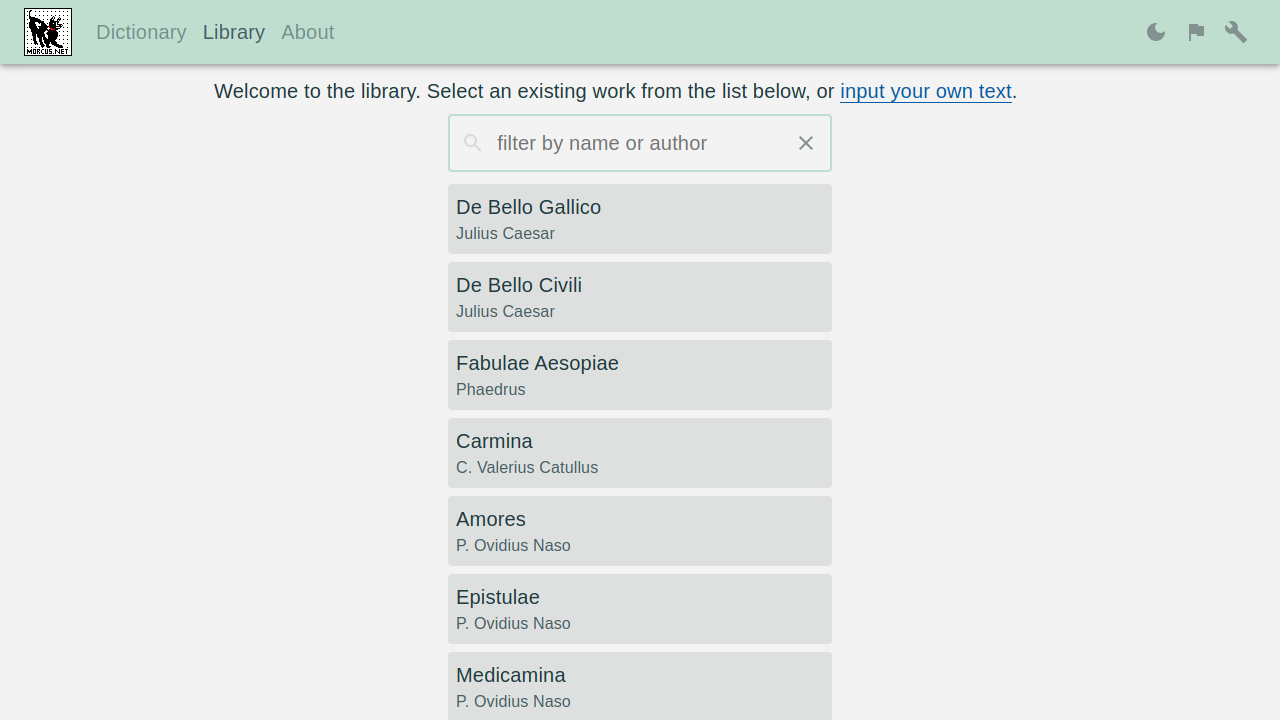 MORCUS.NET
Dictionary Library About
Welcome to the library. Select an existing work from the list below, or input your own text.
filter by name or author
De Bello Gallico
Julius Caesar
De Bello Civili
Julius Caesar
Fabulae Aesopiae
Phaedrus
Carmina
C. Valerius Catullus
Amores
P. Ovidius Naso
Epistulae
P. Ovidius Naso
Medicamina
P. Ovidius Naso